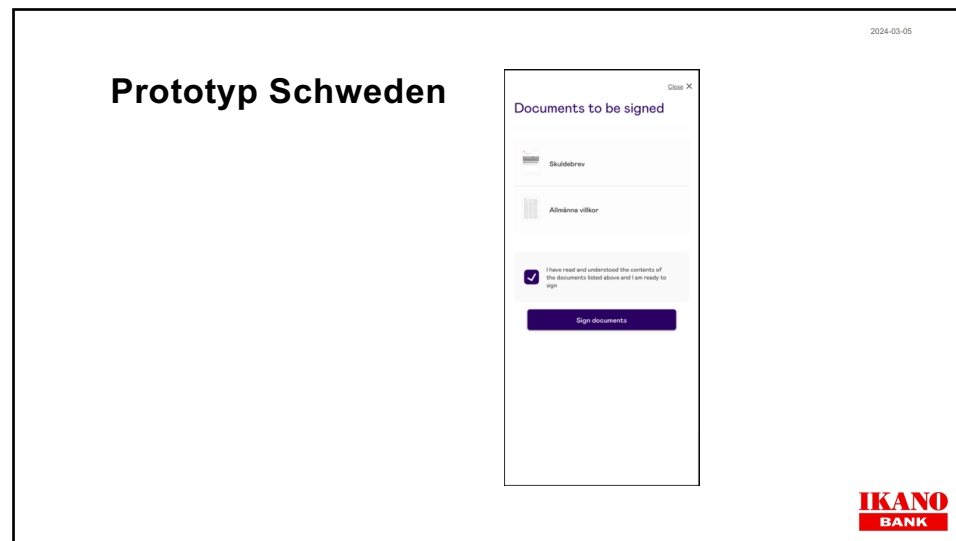 2024-03-05
Prototyp Schweden
Close X
Documents to be signed
Skuldebrev
Allmänna villkor
I have read and understood the contents of
the documents listed above and I am ready to
sign
Sign documents
IKANO
BANK